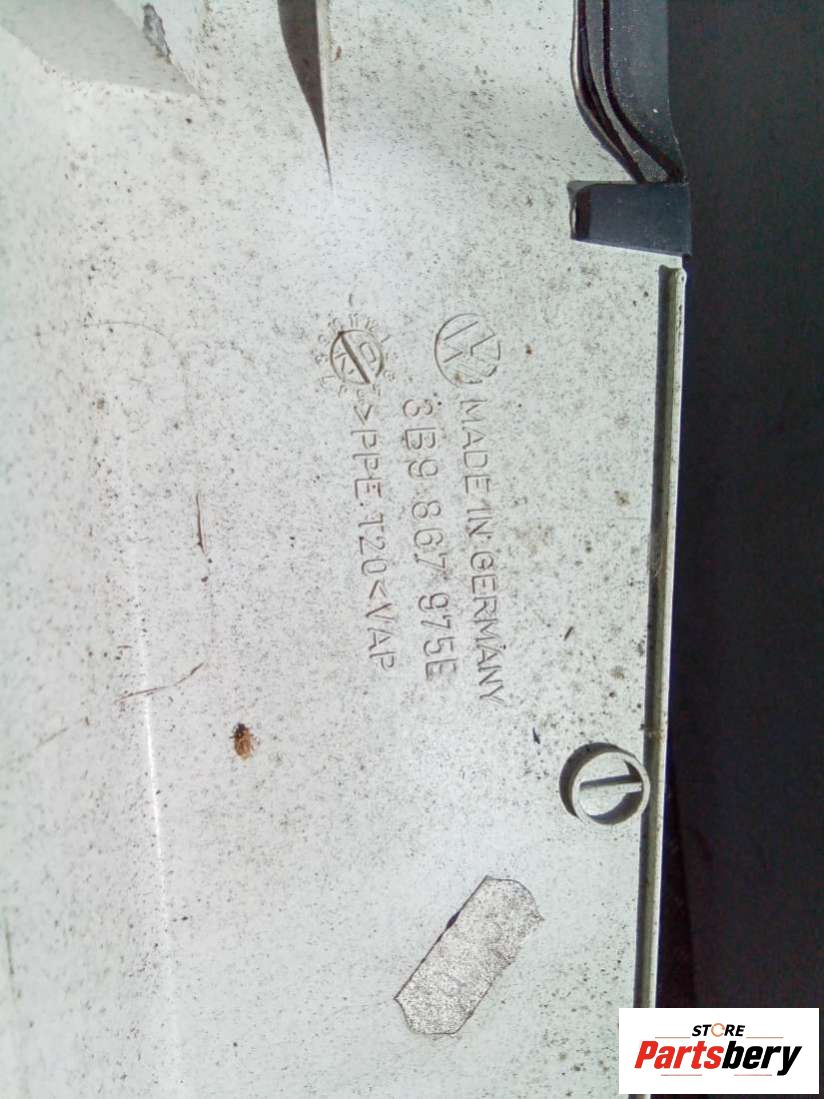 MADE IN GERMANY
3B9 867 975E
>PPE.T20<VAP
STORE
Partsbery